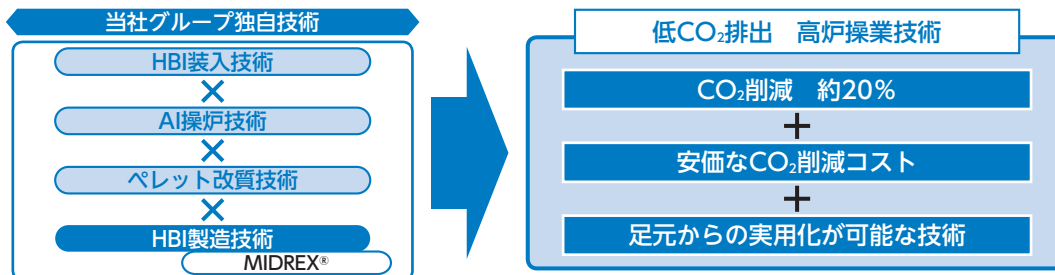 当社グループ独自技術
HBI装入技術
×
AI操炉技術
×
ペレット改質技術
×
HBI製造技術
MIDREX®
低CO₂排出　高炉操業技術
CO₂削減　約20%
+
安価なCO₂削減コスト
+
足元からの実用化が可能な技術